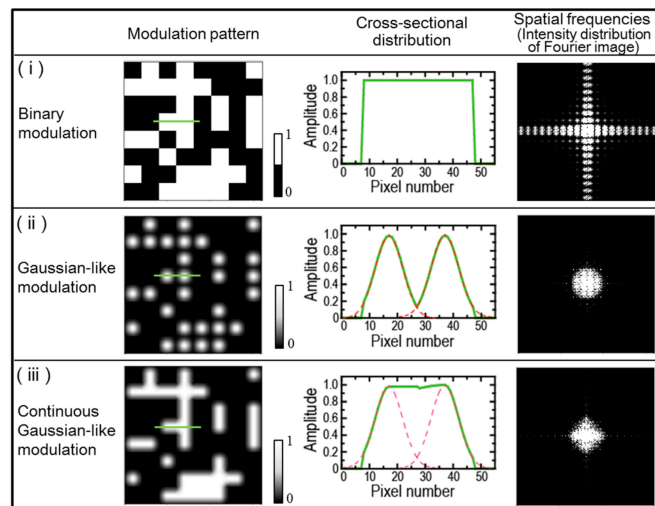 Modulation pattern
Cross-sectional
distribution
Spatial frequencies
(Intensity distribution
of Fourier image)
( i )
Binary
modulation
1
0
Amplitude
1.0
0.8
0.6
0.4
0.2
0
0 10 20 30 40 50
Pixel number
( ii )
Gaussian-like
modulation
1
0
Amplitude
1.0
0.8
0.6
0.4
0.2
0
0 10 20 30 40 50
Pixel number
( iii )
Continuous
Gaussian-like
modulation
1
0
Amplitude
1.0
0.8
0.6
0.4
0.2
0
0 10 20 30 40 50
Pixel number